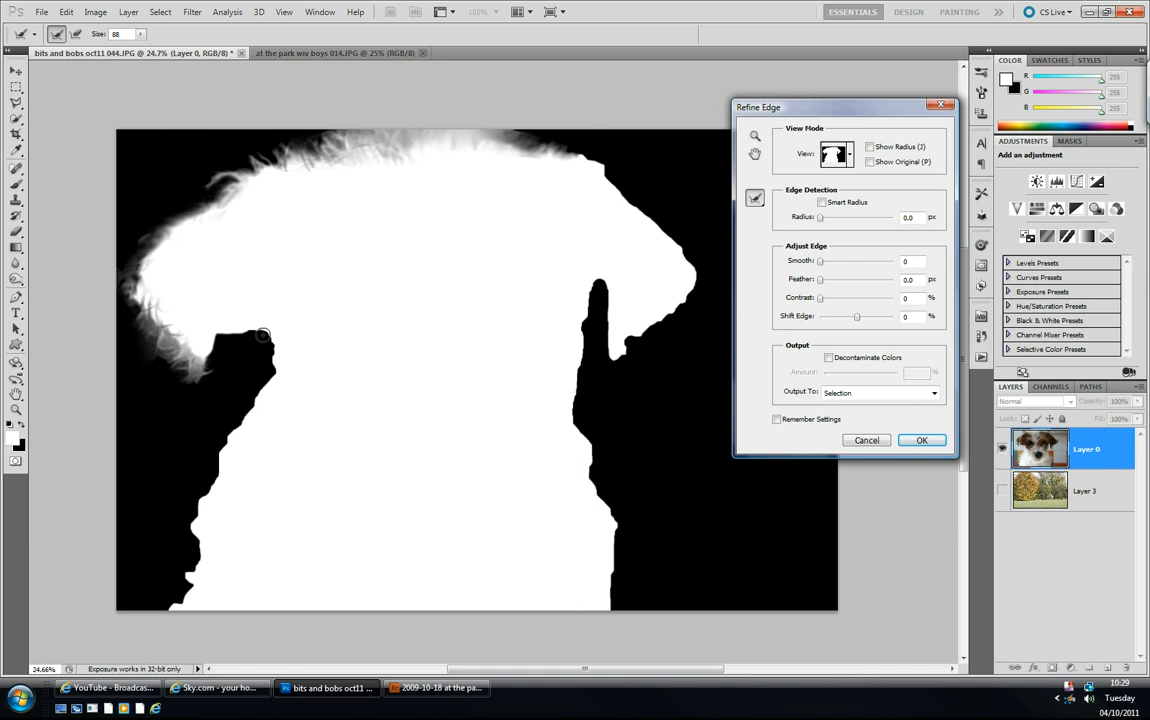 Ps File Edit Image Layer Select Filter Analysis 3D View Window Help 100% ESSENTIALS DESIGN PAINTING CS Live
Size: 88
bits and bobs oct11 044.JPG @ 24.7% (Layer 0, RGB/8) * at the park wiv boys 014.JPG @ 25% (RGB/8)
COLOR SWATCHES STYLES
R 255
G 255
B 255
ADJUSTMENTS MASKS
Add an adjustment
Levels Presets
Curves Presets
Exposure Presets
Hue/Saturation Presets
Black & White Presets
Channel Mixer Presets
Selective Color Presets
LAYERS CHANNELS PATHS
Normal Opacity: 100%
Lock: Fill: 100%
Layer 0
Layer 3
Refine Edge
View Mode
View: Show Radius (J)
Show Original (P)
Edge Detection
Smart Radius
Radius: 0.0 px
Adjust Edge
Smooth: 0
Feather: 0.0 px
Contrast: 0 %
Shift Edge: 0 %
Output
Decontaminate Colors
Amount: %
Output To: Selection
Remember Settings
Cancel OK
24.66% Exposure works in 32-bit only
YouTube - Broadcas... Sky.com - your ho... bits and bobs oct11 ... 2009-10-18 at the pa...
10:29
Tuesday
04/10/2011